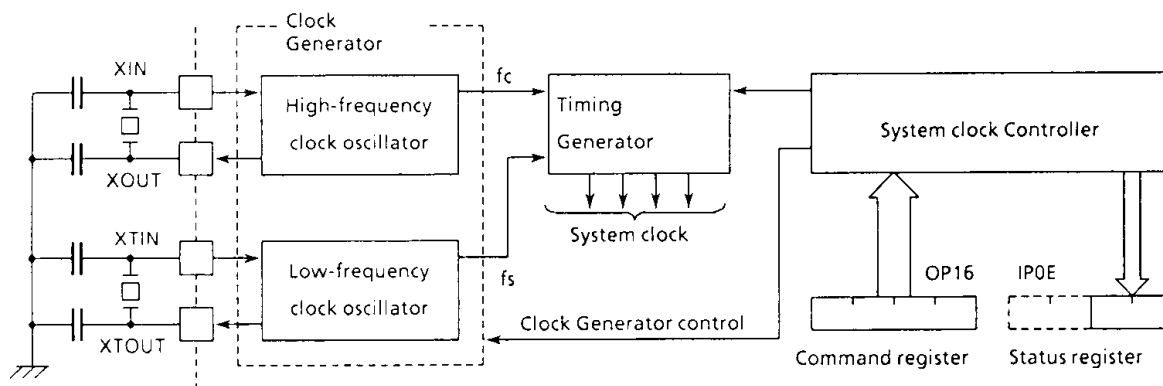 Clock
Generator
XIN
High-frequency
clock oscillator
XOUT
fc
Timing
Generator
System clock
System clock Controller
XTIN
Low-frequency
clock oscillator
XTOUT
fs
Clock Generator control
OP16
Command register
IP0E
Status register